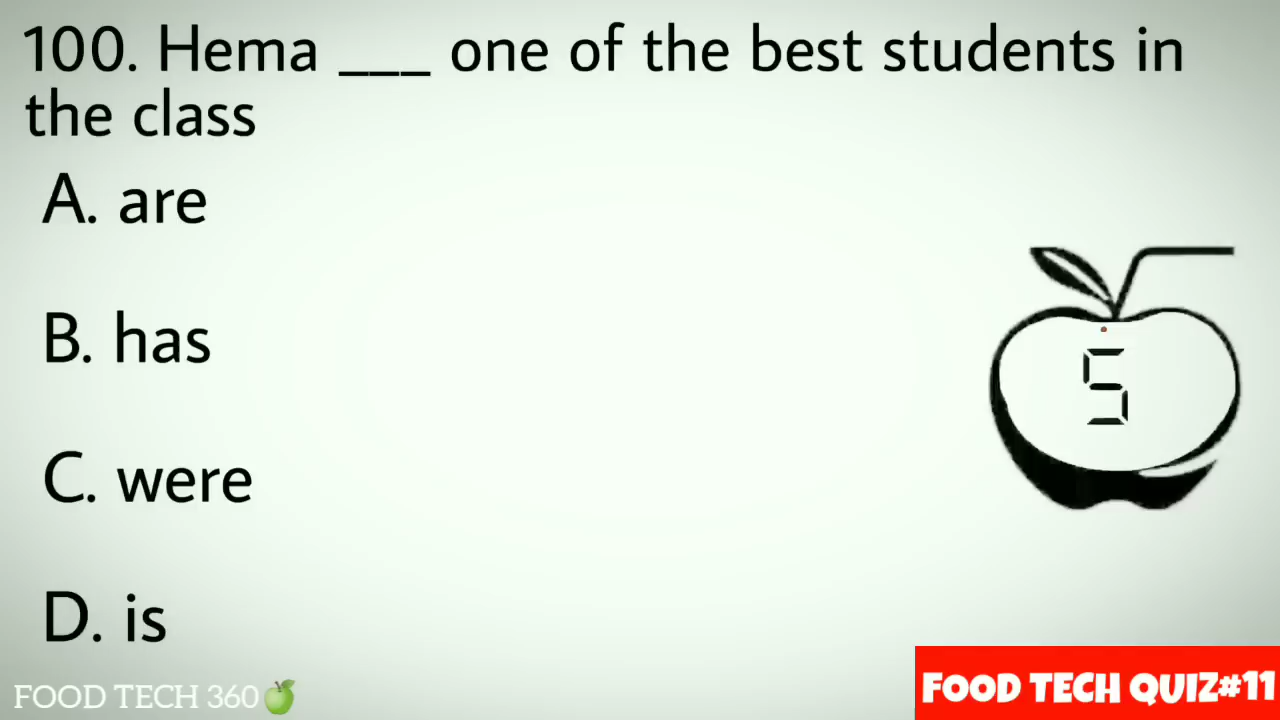 100. Hema ___ one of the best students in
the class
A. are
B. has
5
C. were
D. is
FOOD TECH 360
FOOD TECH QUIZ#11